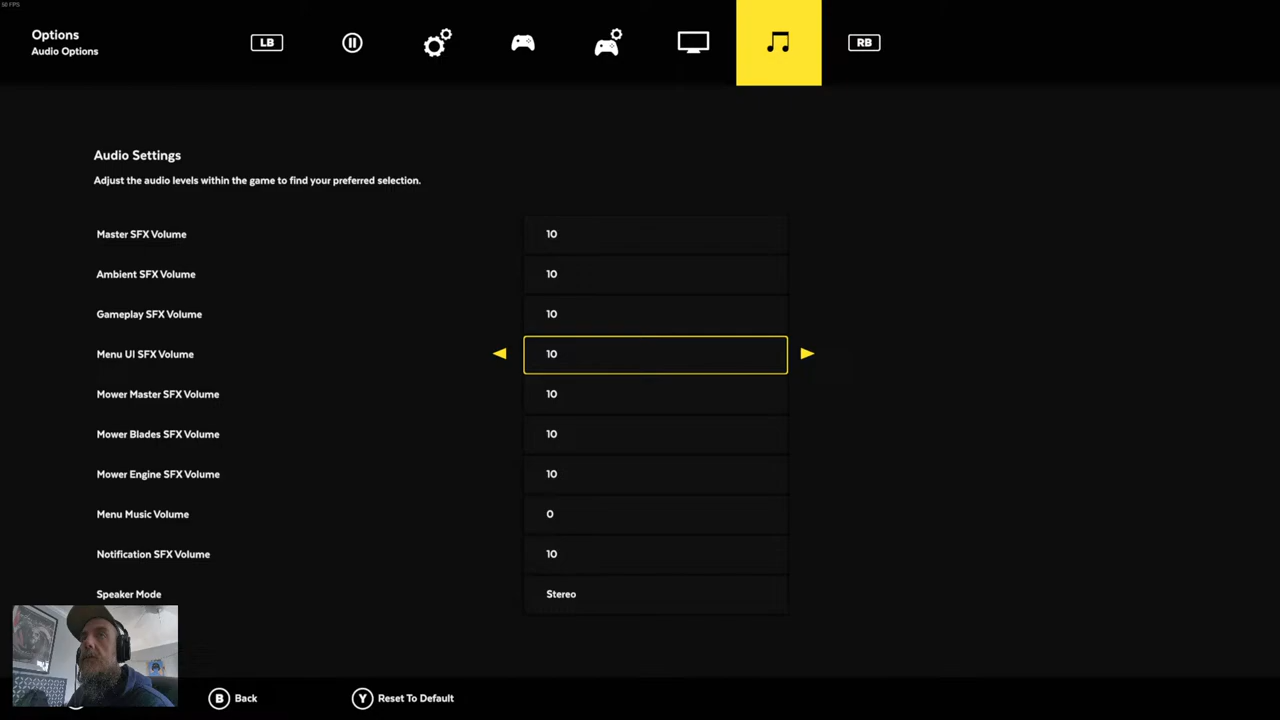 50 FPS
Options
Audio Options
LB
RB
Audio Settings
Adjust the audio levels within the game to find your preferred selection.
Master SFX Volume 10
Ambient SFX Volume 10
Gameplay SFX Volume 10
Menu UI SFX Volume 10
Mower Master SFX Volume 10
Mower Blades SFX Volume 10
Mower Engine SFX Volume 10
Menu Music Volume 0
Notification SFX Volume 10
Speaker Mode Stereo
B Back
Y Reset To Default